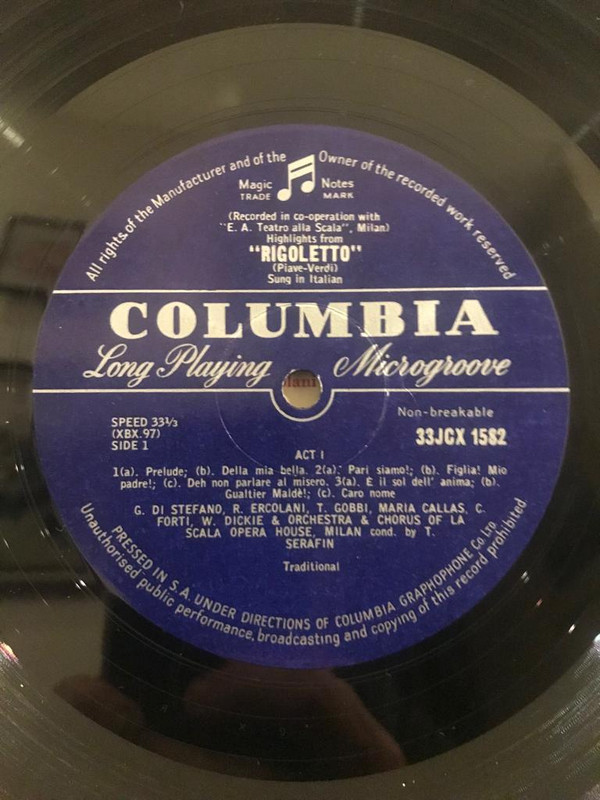 All rights of the Manufacturer and of the Owner of the recorded work reserved
Magic Notes
TRADE MARK
(Recorded in co-operation with
"E. A. Teatro alla Scala", Milan)
Highlights from
"RIGOLETTO"
(Piave-Verdi)
Sung in Italian
COLUMBIA
Long Playing Microgroove
Non-breakable
SPEED 33⅓
33JCX 1582
(XBX.97)
SIDE 1
ACT I
1(a). Prelude; (b). Della mia bella. 2(a). Pari siamo!; (b). Figlia! Mio
padre!; (c). Deh non parlare al misero. 3(a). E il sol dell' anima; (b).
Gualtier Maldè!; (c). Caro nome
G. DI STEFANO, R. ERCOLANI, T. GOBBI, MARIA CALLAS, C.
FORTI, W. DICKIE & ORCHESTRA & CHORUS OF LA
SCALA OPERA HOUSE, MILAN cond. by T.
SERAFIN
Traditional
PRESSED IN S.A. UNDER DIRECTIONS OF COLUMBIA GRAPHOPHONE Co. Ltd
Unauthorised public performance, broadcasting and copying of this record prohibited